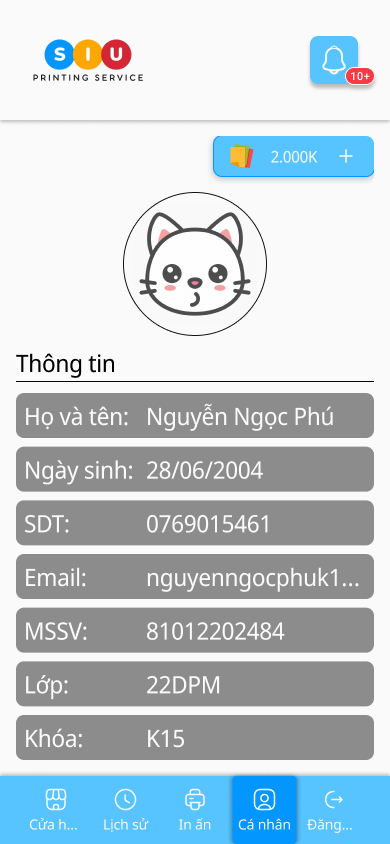 SIU
PRINTING SERVICE
10+
2.000K +
Thông tin
Họ và tên: Nguyễn Ngọc Phú
Ngày sinh: 28/06/2004
SDT: 0769015461
Email: nguyenngocphuk1...
MSSV: 81012202484
Lớp: 22DPM
Khóa: K15
Cửa h... Lịch sử In ấn Cá nhân Đăng...